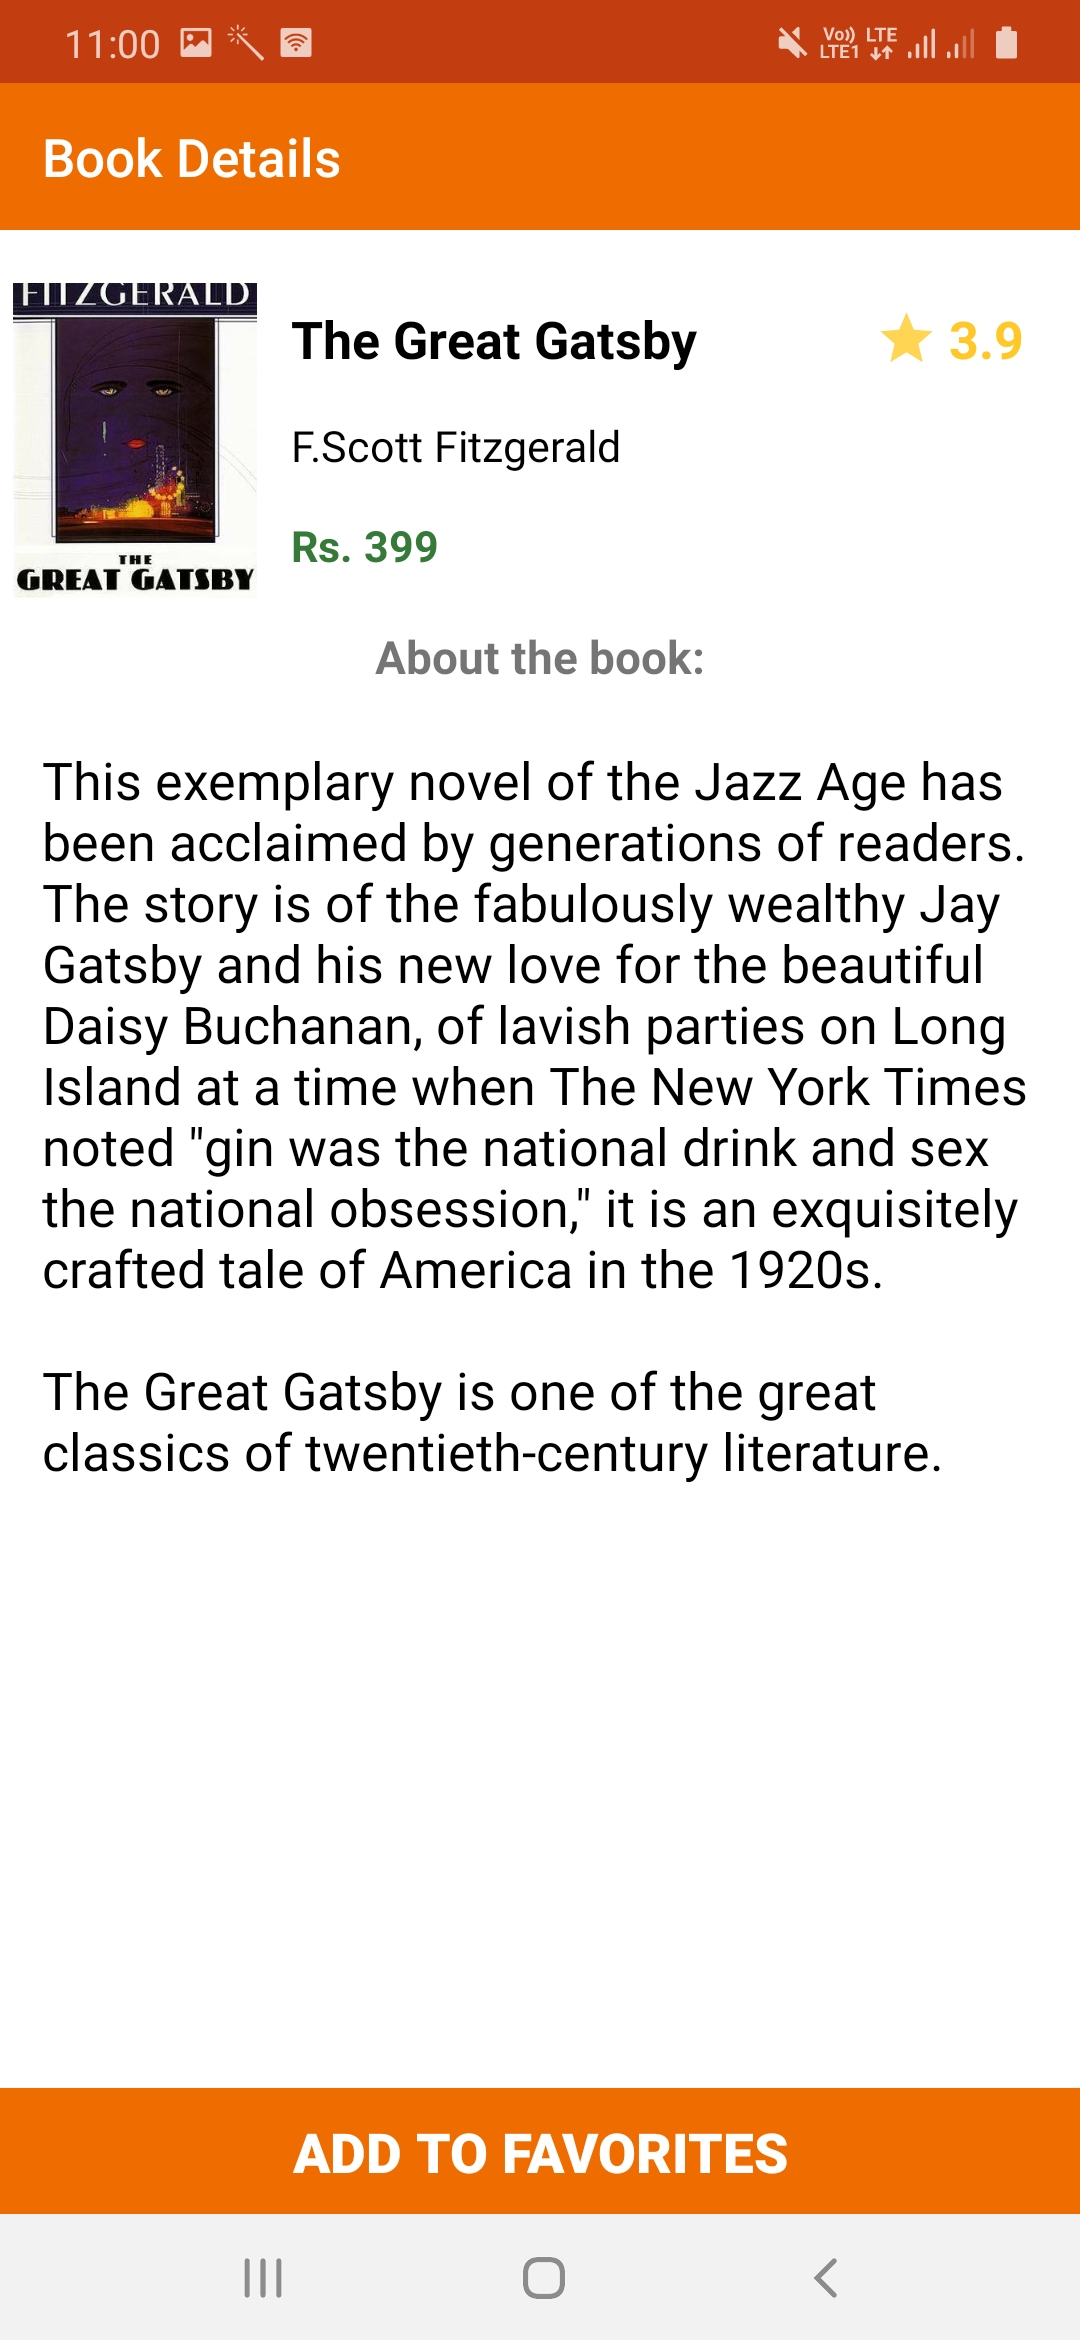 11:00
Vo)) LTE
LTE1
Book Details
FITZGERALD
THE
GREAT GATSBY
The Great Gatsby
3.9
F.Scott Fitzgerald
Rs. 399
About the book:
This exemplary novel of the Jazz Age has
been acclaimed by generations of readers.
The story is of the fabulously wealthy Jay
Gatsby and his new love for the beautiful
Daisy Buchanan, of lavish parties on Long
Island at a time when The New York Times
noted "gin was the national drink and sex
the national obsession," it is an exquisitely
crafted tale of America in the 1920s.
The Great Gatsby is one of the great
classics of twentieth-century literature.
ADD TO FAVORITES